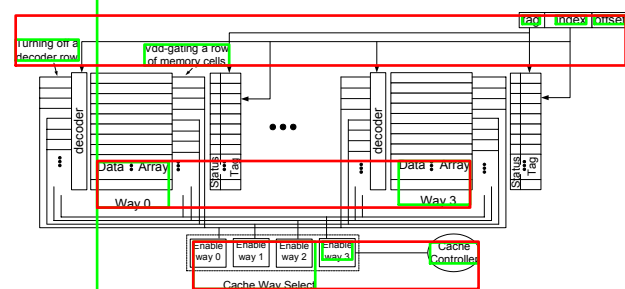 Tag Index offset
Turning off a
decoder row
Vdd-gating a row
of memory cells
decoder
Status
Tag
decoder
Status
Tag
Data Array
Data Array
Way 0
Way 3
Enable
way 0
Enable
way 1
Enable
way 2
Enable
way 3
Cache
Controller
Cache Way Select